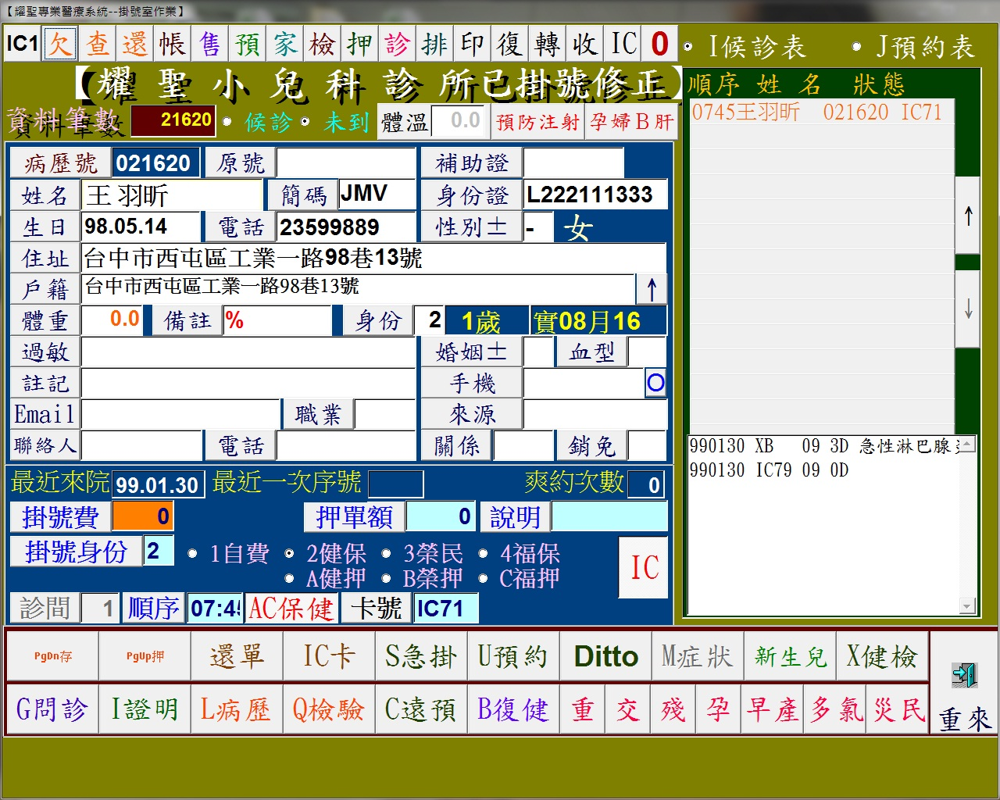 【耀聖專業醫療系統--掛號室作業】
IC1 欠 查 還 帳 售 預 家 檢 押 診 排 印 復 轉 收 IC 0 I候診表 J預約表
【耀 聖 小 兒 科 診 所已掛號修正】
順序 姓 名 狀態
資料筆數 21620 候診 未到 體溫 0.0 預防注射 孕婦B肝
0745王羽昕 021620 IC71
病歷號 021620 原號 補助證
姓名 王羽昕 簡碼 JMV 身份證 L222111333
生日 98.05.14 電話 23599889 性別± - 女
↑
住址 台中市西屯區工業一路98巷13號
戶籍 台中市西屯區工業一路98巷13號 ↑
↓
體重 0.0 備註 % 身份 2 1歲 實08月16
過敏 婚姻± 血型
註記 手機 O
Email 職業 來源
聯絡人 電話 關係 銷免
990130 XB 09 3D 急性淋巴腺
990130 IC79 09 0D
最近來院 99.01.30 最近一次序號 爽約次數 0
掛號費 0 押單額 0 說明
掛號身份 2 1自費 2健保 3榮民 4福保
A健押 B榮押 C福押
IC
診間 1 順序 07:4 AC保健 卡號 IC71
PgDn存 PgUp押 還單 IC卡 S急掛 U預約 Ditto M症狀 新生兒 X健檢
G問診 I證明 L病歷 Q檢驗 C遠預 B復健 重 交 殘 孕 早產 多氯 災民 重來